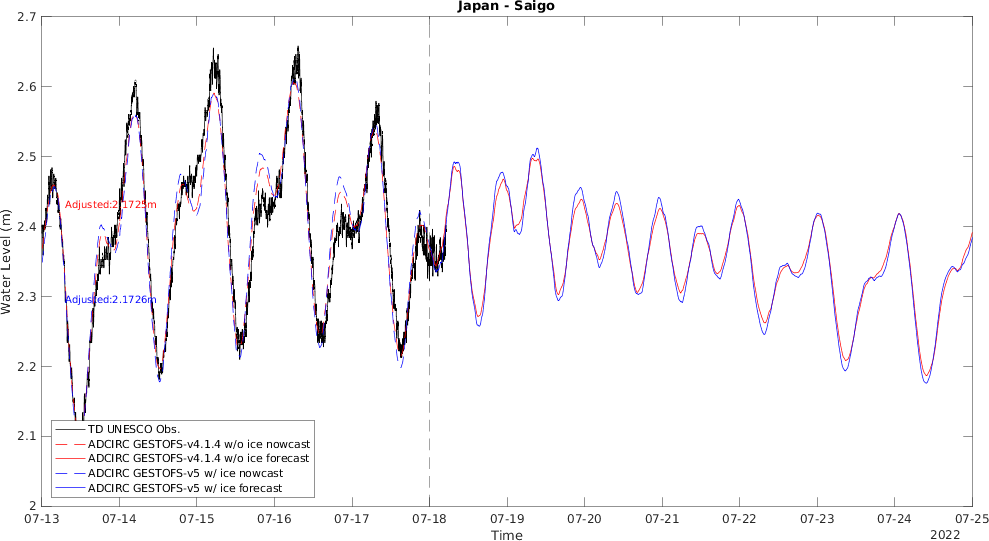 Japan - Saigo
2.7
2.6
2.5
2.4
2.3
2.2
2.1
2
Water Level (m)
Adjusted:2.1725m
Adjusted:2.1726m
TD UNESCO Obs.
ADCIRC GESTOFS-v4.1.4 w/o ice nowcast
ADCIRC GESTOFS-v4.1.4 w/o ice forecast
ADCIRC GESTOFS-v5 w/ ice nowcast
ADCIRC GESTOFS-v5 w/ ice forecast
07-13 07-14 07-15 07-16 07-17 07-18 07-19 07-20 07-21 07-22 07-23 07-24 07-25
Time
2022